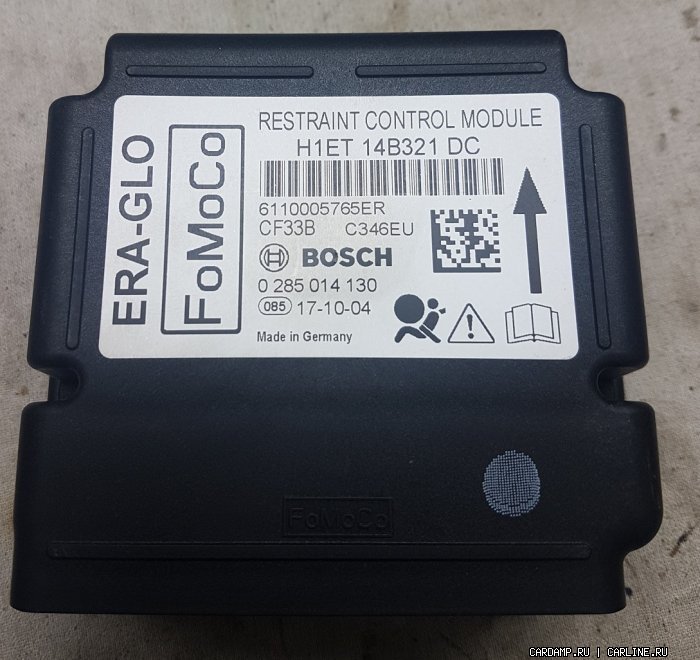 ERA-GLO
FoMoCo
RESTRAINT CONTROL MODULE
H1ET 14B321 DC
6110005765ER
CF33B C346EU
BOSCH
0 285 014 130
085 17-10-04
Made in Germany
FoMoCo
CARDAMP.RU | CARLINE.RU